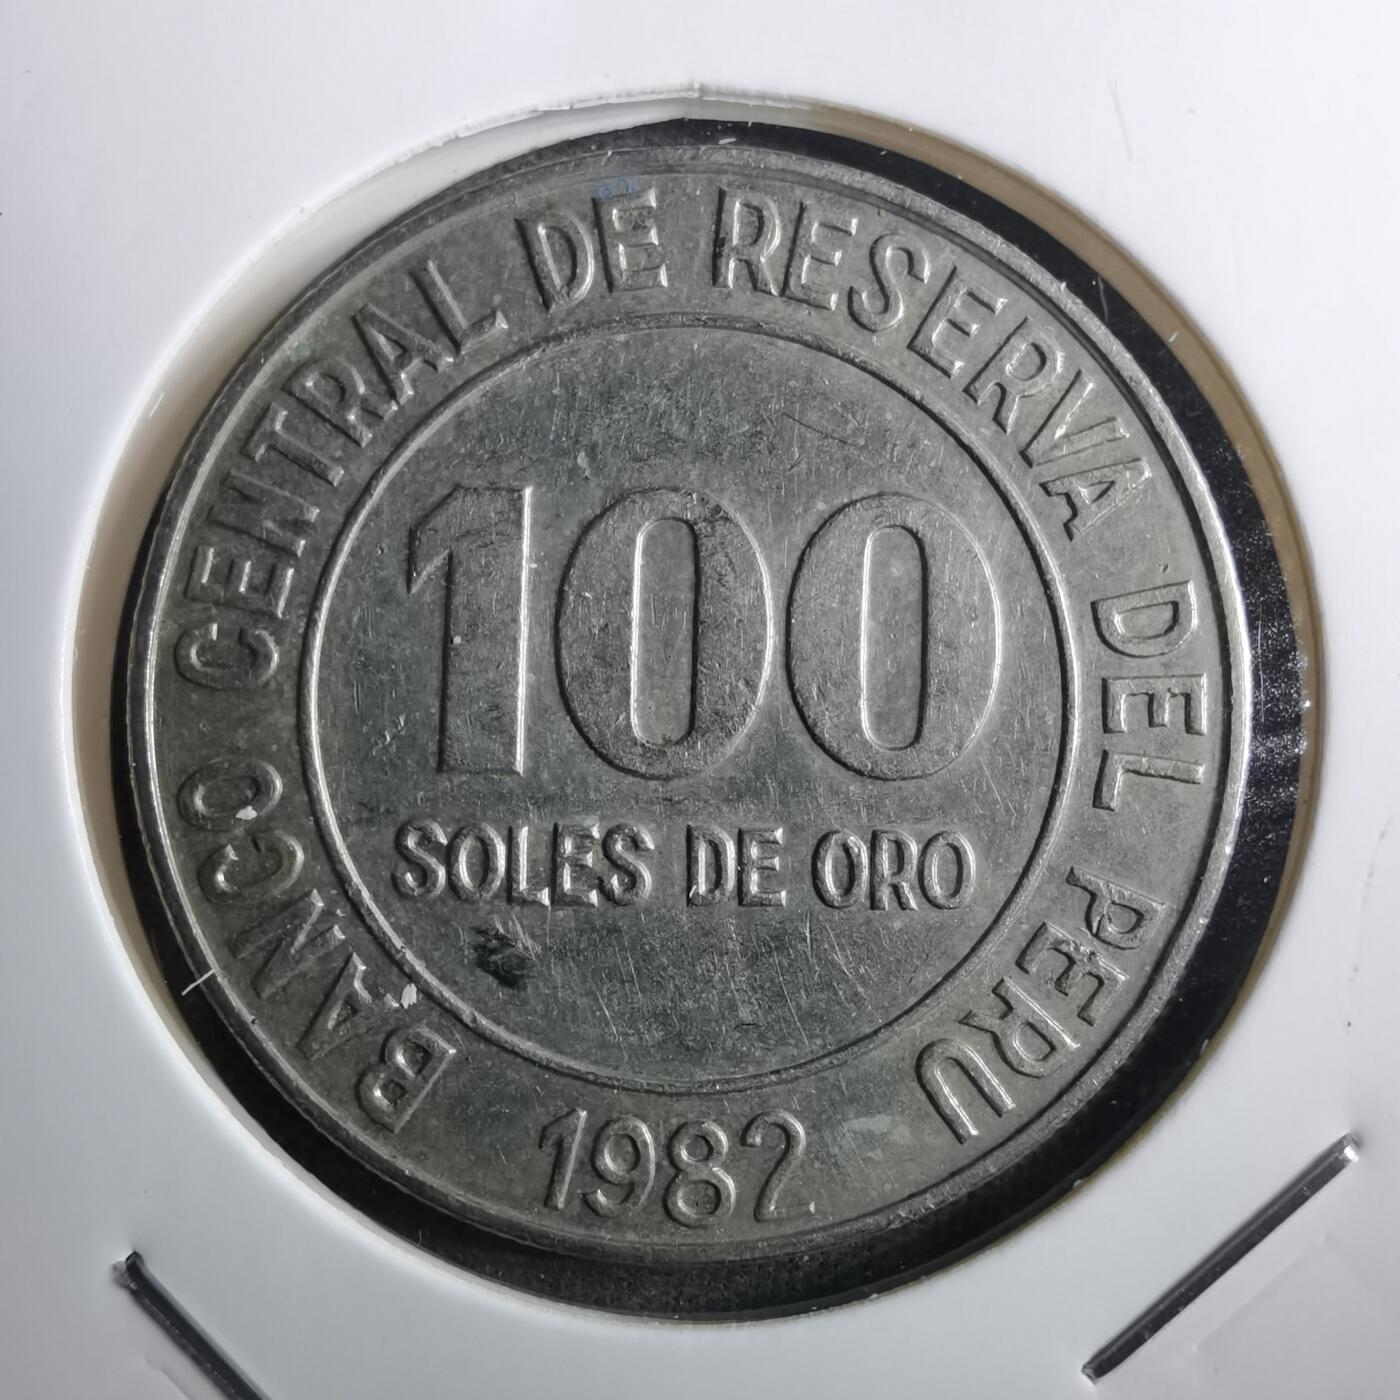 BANCO CENTRAL DE RESERVA DEL PERU
100
SOLES DE ORO
1982